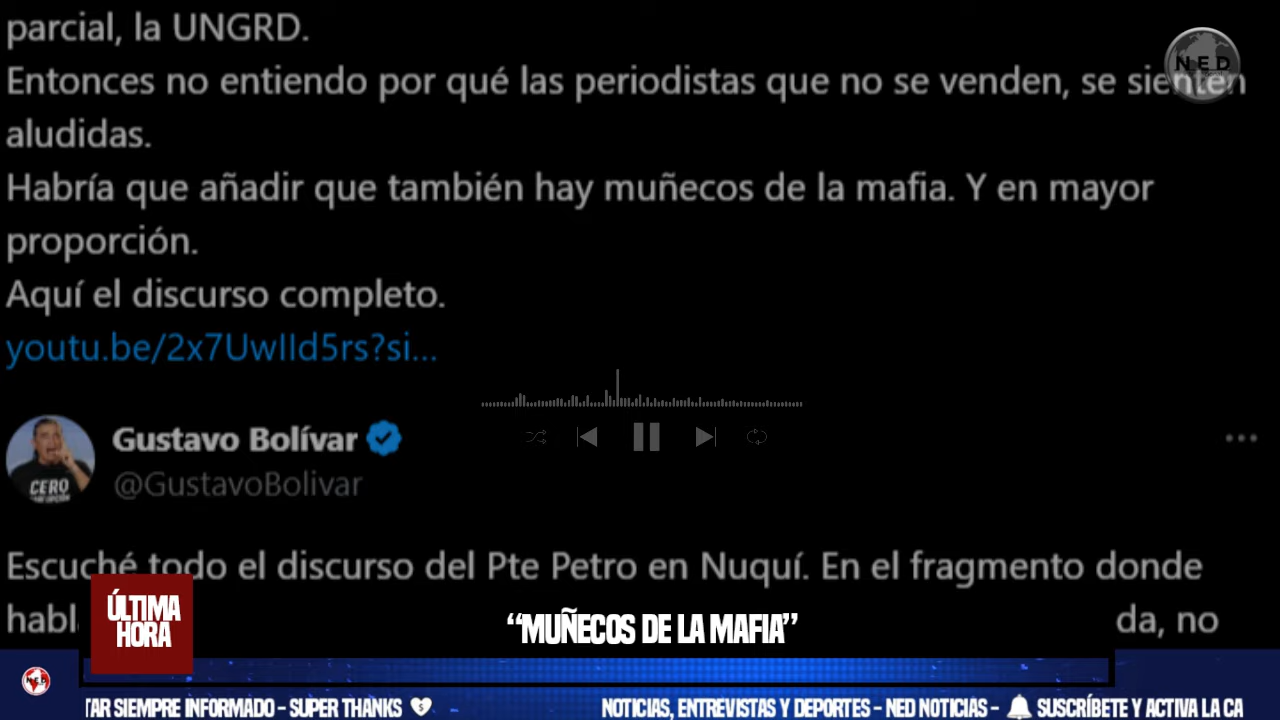 parcial, la UNGRD.
Entonces no entiendo por qué las periodistas que no se venden, se sienten
aludidas.
Habría que añadir que también hay muñecos de la mafia. Y en mayor
proporción.
Aquí el discurso completo.
youtu.be/2x7UwIId5rs?si...
NED
Gustavo Bolívar
@GustavoBolivar
CERO
Escuché todo el discurso del Pte Petro en Nuquí. En el fragmento donde
habl
da, no
ÚLTIMA
HORA
“MUÑECOS DE LA MAFIA”
TAR SIEMPRE INFORMADO - SUPER THANKS
NOTICIAS, ENTREVISTAS Y DEPORTES - NED NOTICIAS -
SUSCRÍBETE Y ACTIVA LA CA